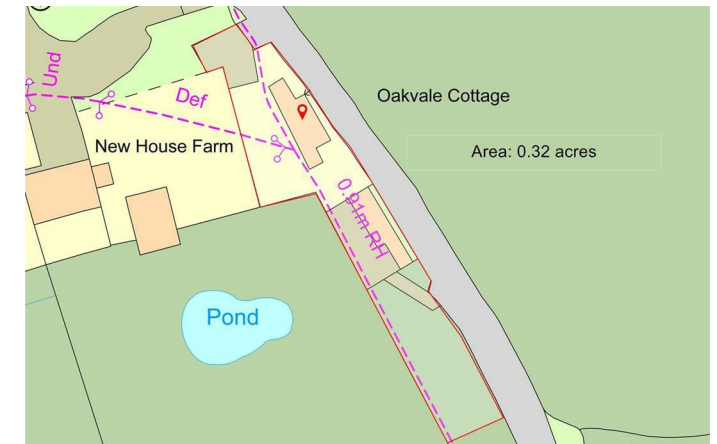 Und
Def
Oakvale Cottage
New House Farm
Area: 0.32 acres
0.91m RH
Pond